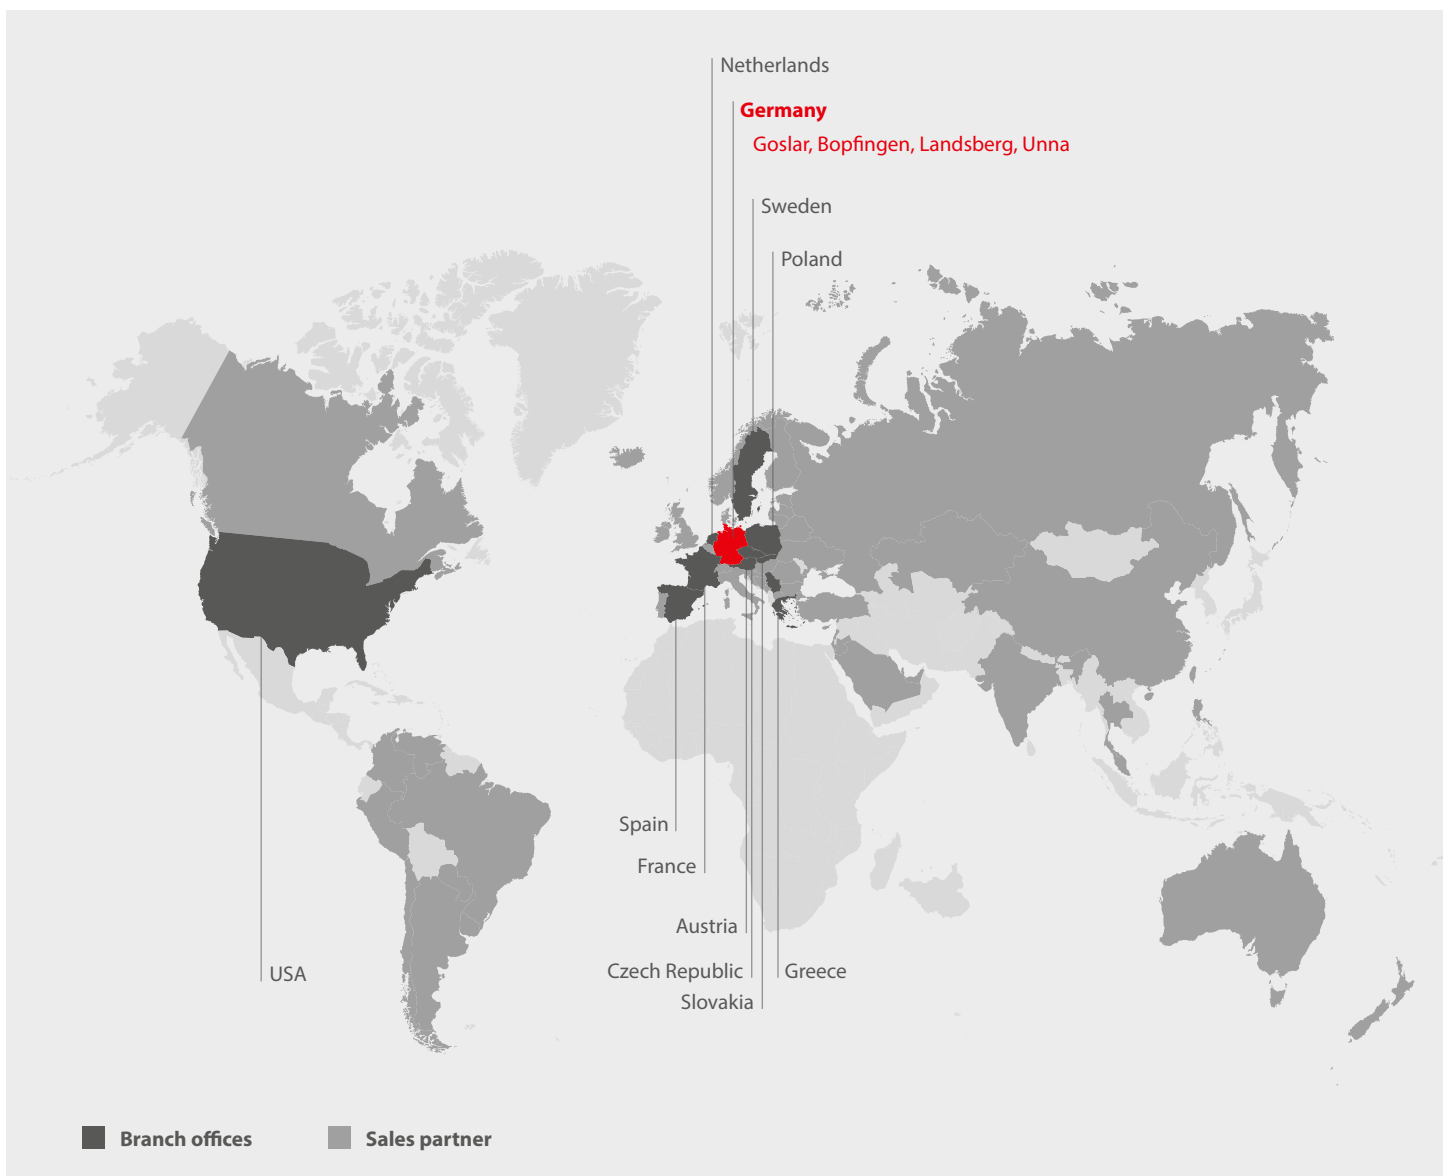 Netherlands
Germany
Goslar, Bopfingen, Landsberg, Unna
Sweden
Poland
Spain
France
Austria
Czech Republic
Greece
USA
Slovakia
Branch offices
Sales partner